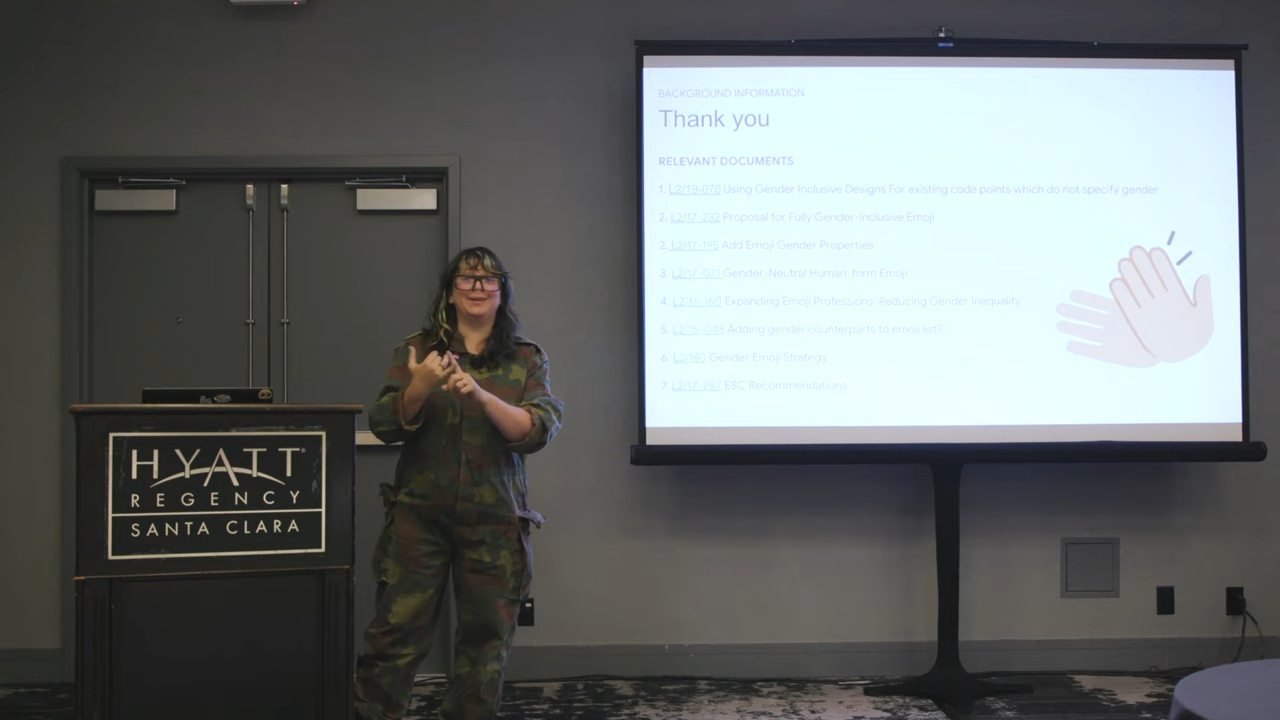 HYATT
REGENCY
SANTA CLARA
BACKGROUND INFORMATION
Thank you
RELEVANT DOCUMENTS
1. L2/19-078 Using Gender Inclusive Designs For existing code points which do not specify gender
2. L2/17-232 Proposal for Fully Gender-Inclusive Emoji
2. L2/17-195 Add Emoji Gender Properties
3. L2/17-071 Gender-Neutral Human-form Emoji
4. L2/16-160 Expanding Emoji Professions: Reducing Gender Inequality
5. L2/15-048 Adding gender counterparts to emoji list?
6. L2/180 Gender Emoji Strategy
7. L2/17-287 ESC Recommendations